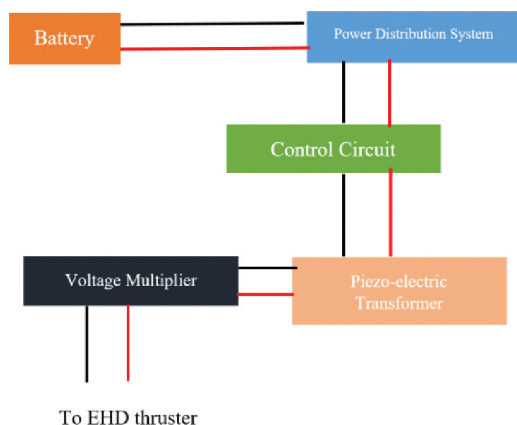 Battery
Power Distribution System
Control Circuit
Voltage Multiplier
Piezo-electric
Transformer
To EHD thruster